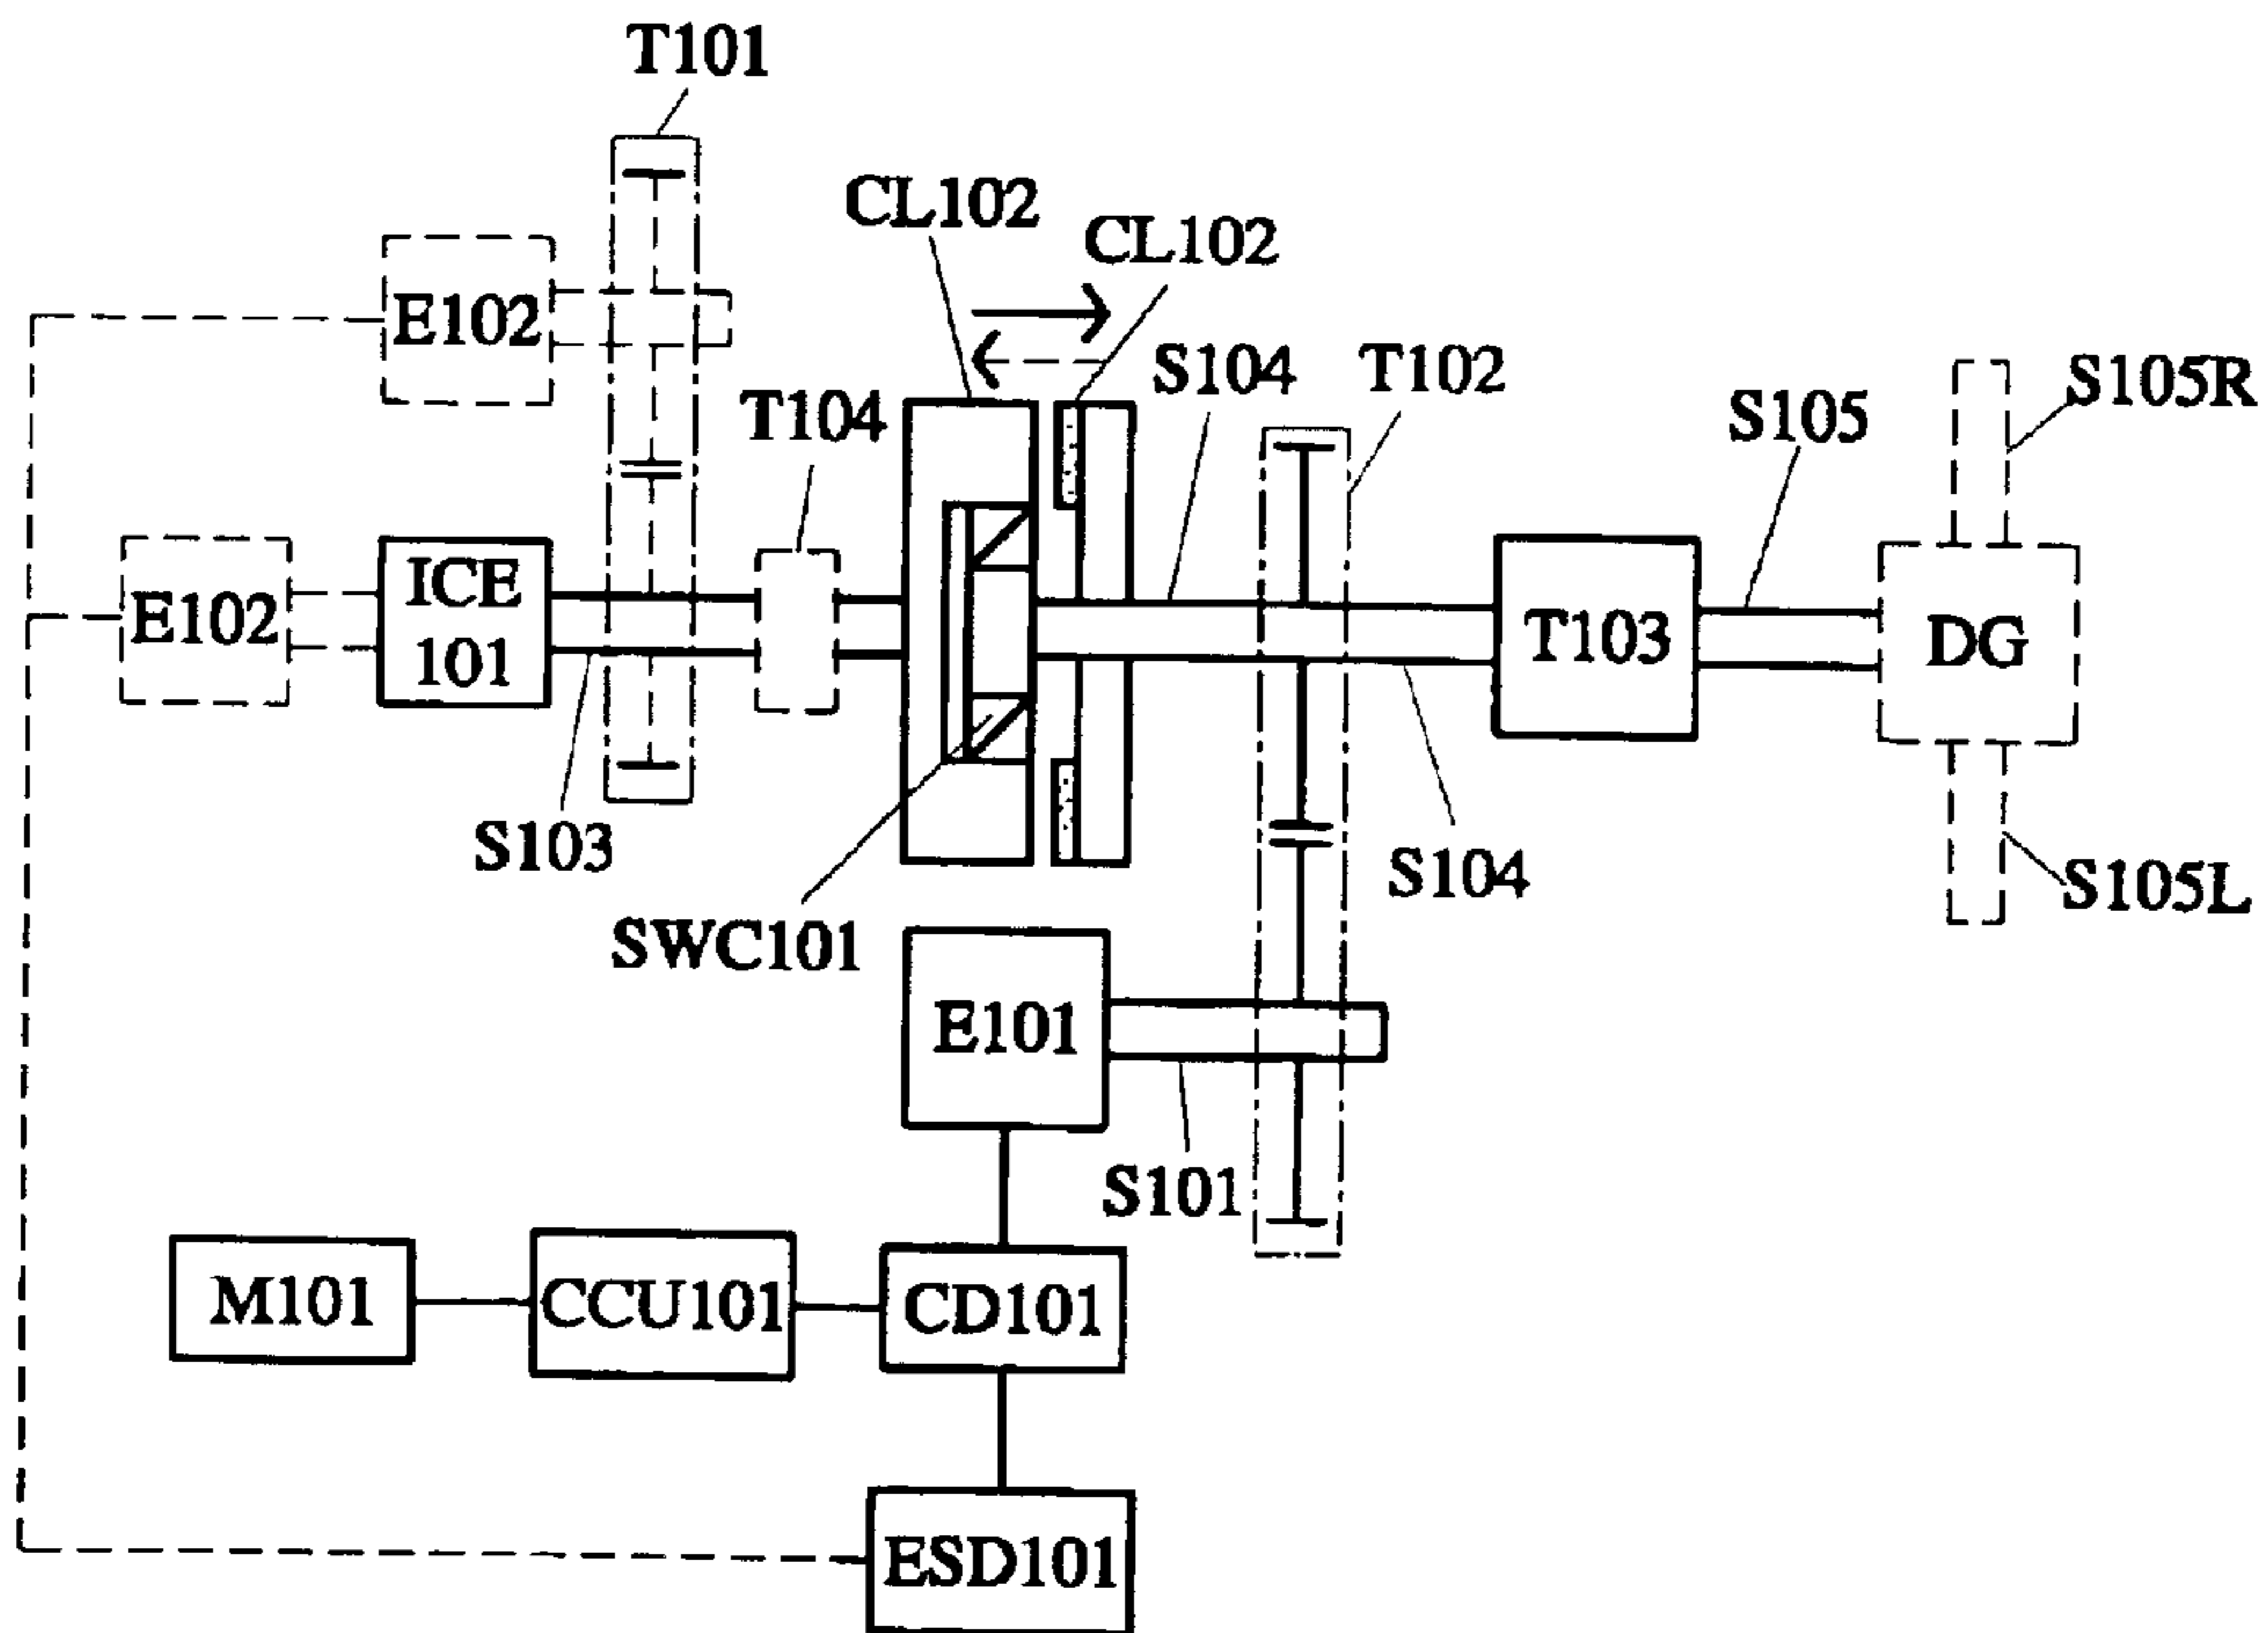 T101
CL102
CL102
E102
S104
T102
S105R
T104
S105
ICE
101
E102
T103
DG
S103
S104
S105L
SWC101
E101
S101
M101
CCU101
CD101
ESD101